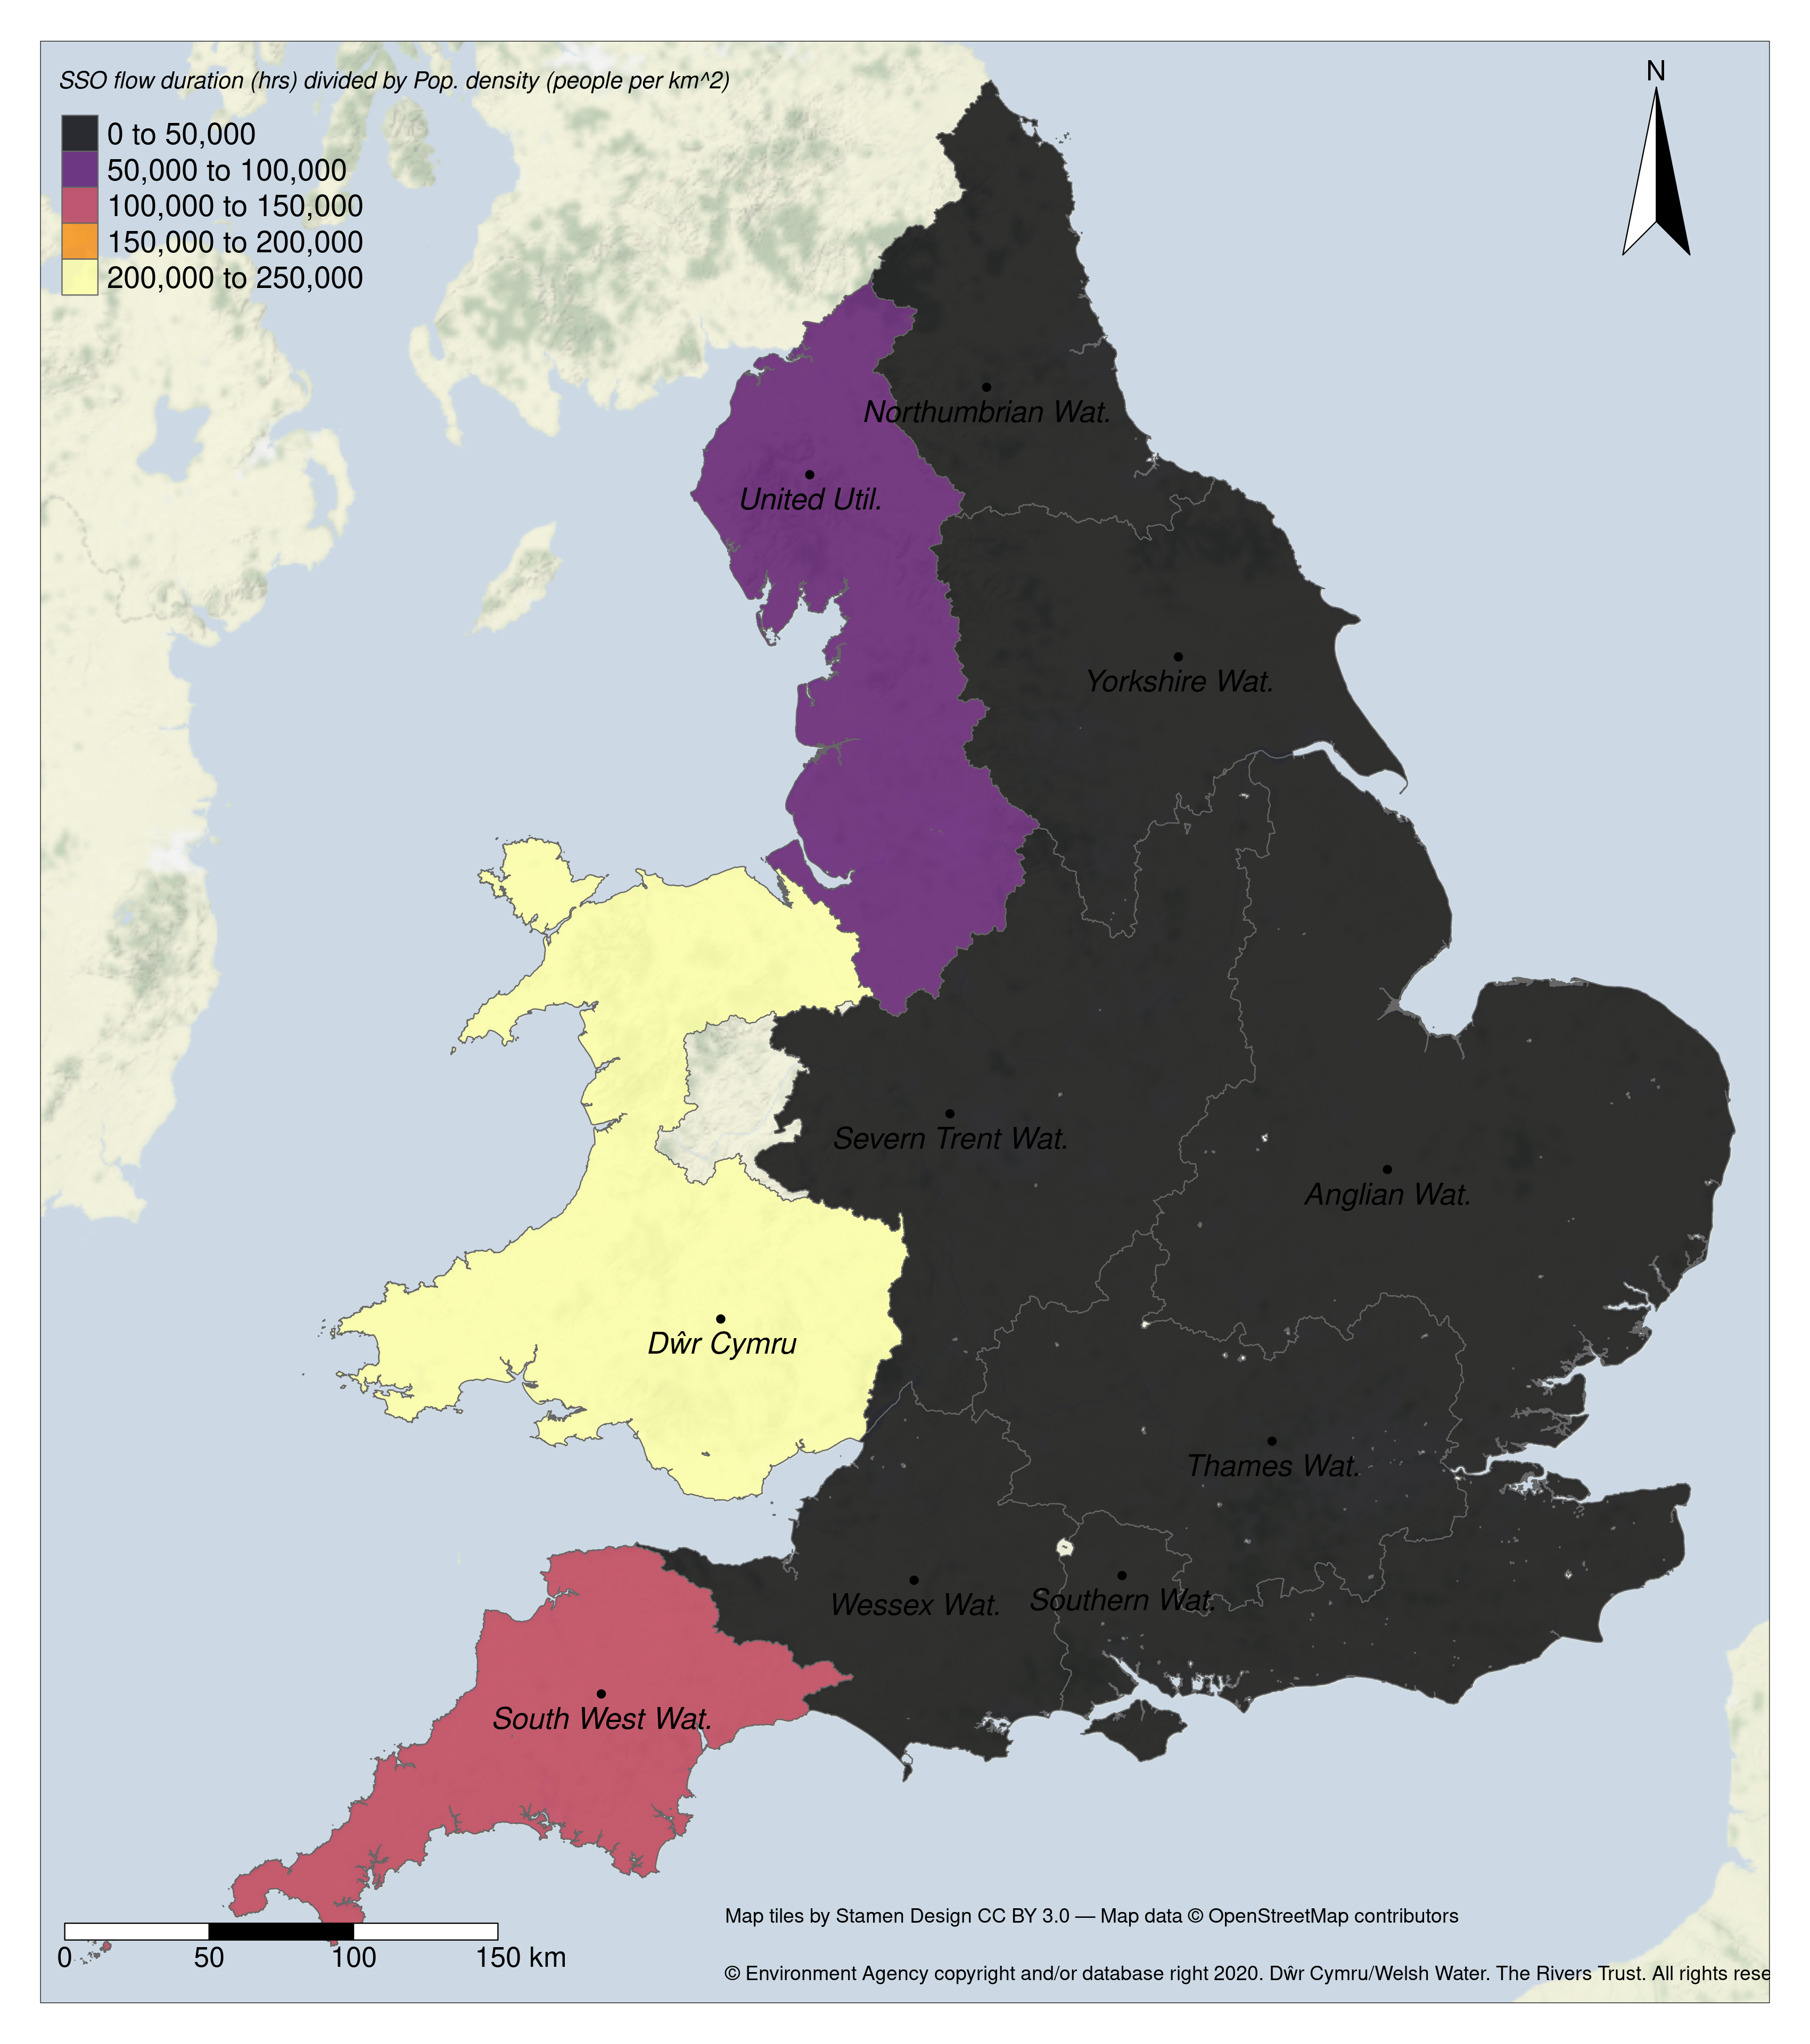 SSO flow duration (hrs) divided by Pop. density (people per km^2)
0 to 50,000
50,000 to 100,000
100,000 to 150,000
150,000 to 200,000
200,000 to 250,000
N
Northumbrian Wat.
United Util.
Yorkshire Wat.
Severn Trent Wat.
Anglian Wat.
Dŵr Cymru
Thames Wat.
Wessex Wat.
Southern Wat.
South West Wat.
Map tiles by Stamen Design CC BY 3.0 — Map data © OpenStreetMap contributors
0 50 100 150 km
© Environment Agency copyright and/or database right 2020. Dŵr Cymru/Welsh Water. The Rivers Trust. All rights rese